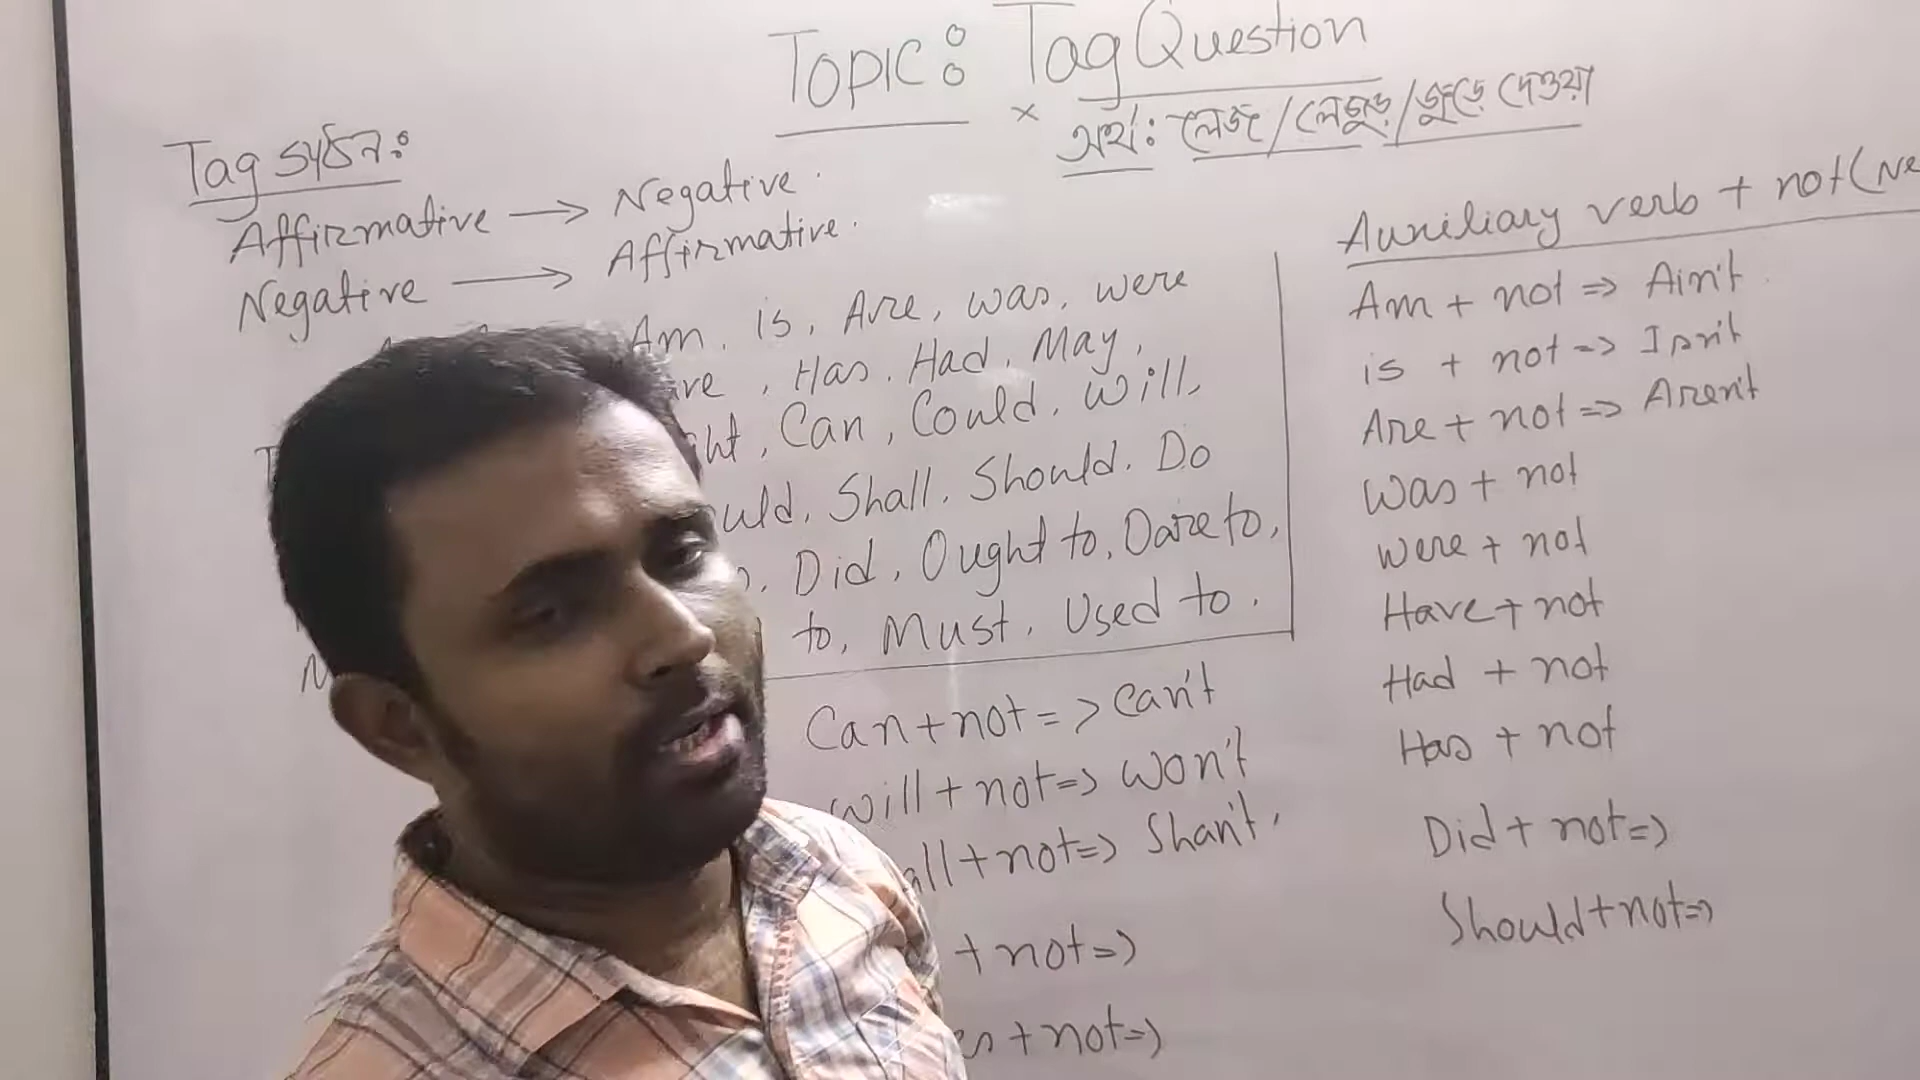 Topic: Tag Question
× অর্থ: লেজ/লেজুড়/জুড়ে দেওয়া
Tag গঠন:
Affirmative → Negative.
Negative → Affirmative.
Am, is, Are, was, were
Has, Had, May,
Can, Could, Will,
Shall, Should, Do
Did, Ought to, Dare to,
to, Must, Used to.
Can + not => Can't
will + not => won't
+ not => Shan't,
+ not =>
+ not =>
Auxiliary verb + not (Ne
Am + not => Ain't
is + not => Isn't
Are + not => Aren't
Was + not
were + not
Have + not
Had + not
Has + not
Did + not =>
Should + not =>